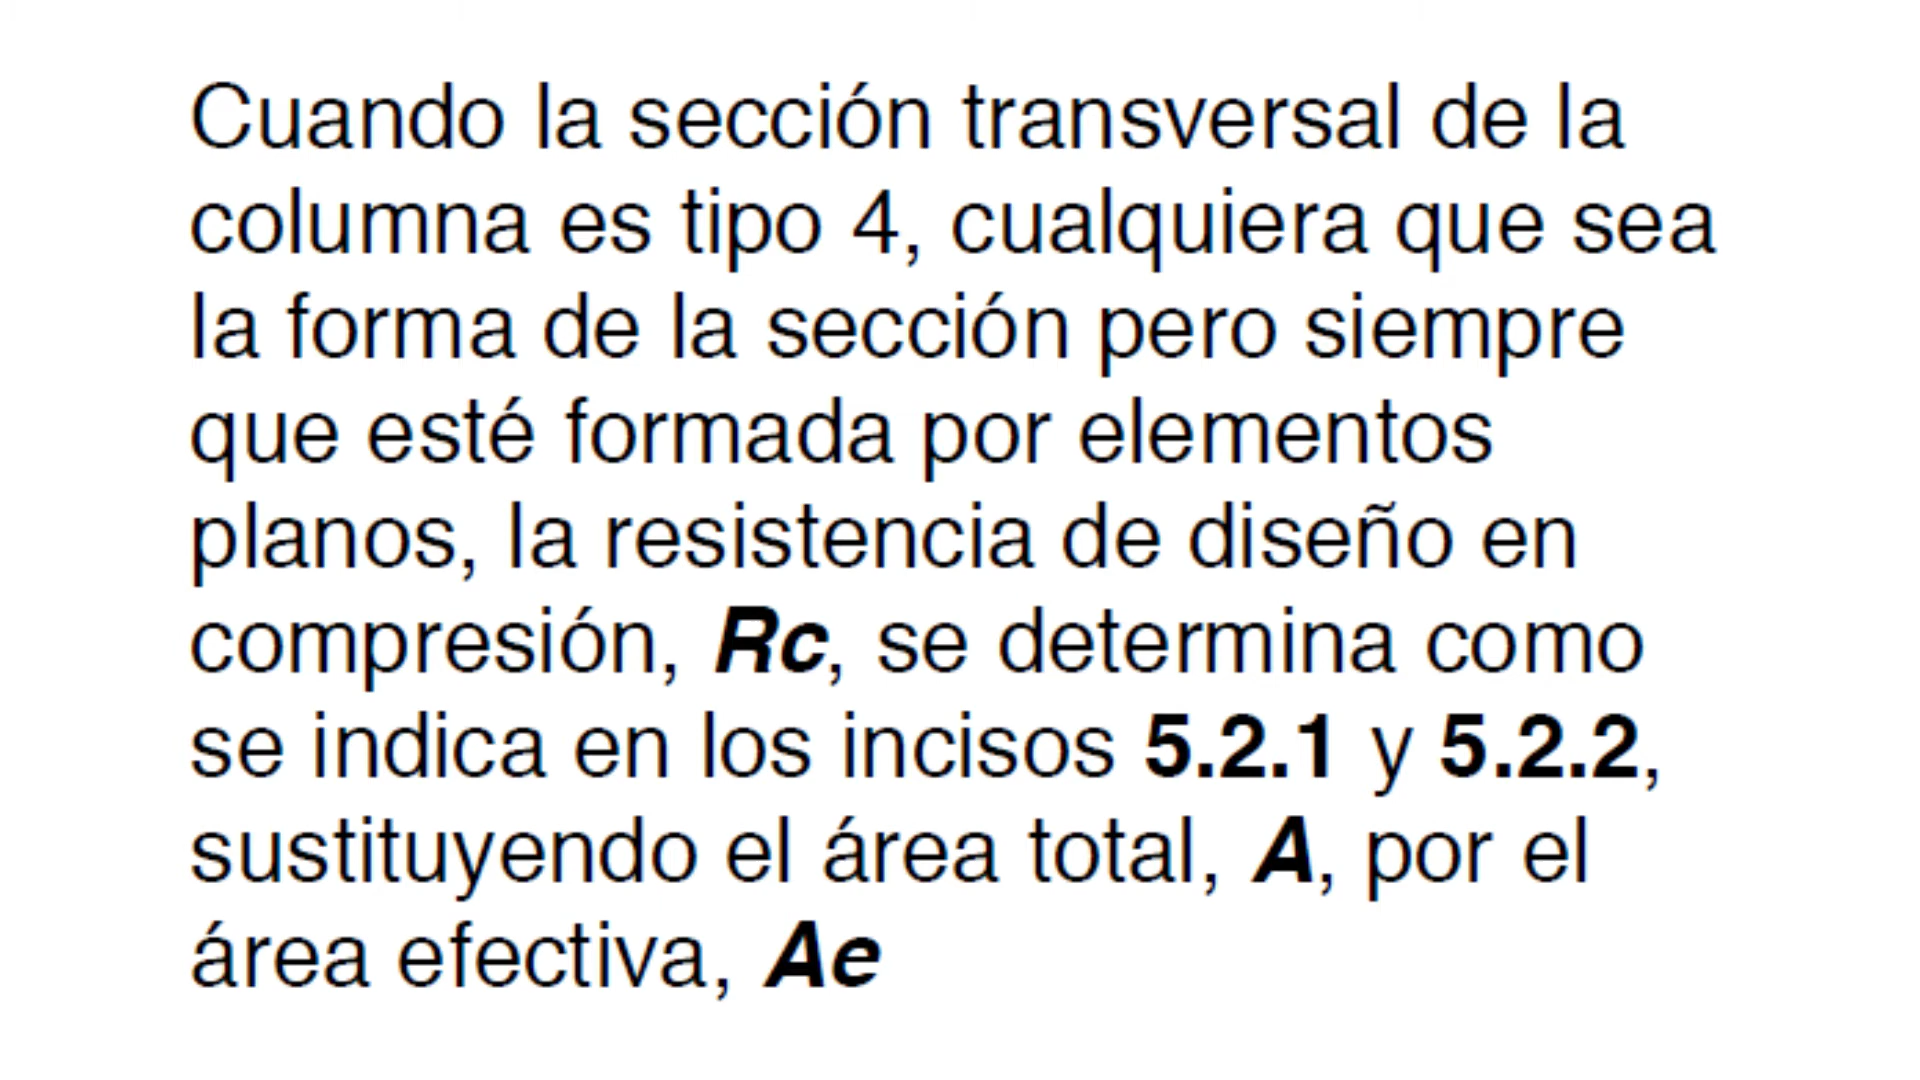 Cuando la sección transversal de la
columna es tipo 4, cualquiera que sea
la forma de la sección pero siempre
que esté formada por elementos
planos, la resistencia de diseño en
compresión, Rc, se determina como
se indica en los incisos 5.2.1 y 5.2.2,
sustituyendo el área total, A, por el
área efectiva, Ae